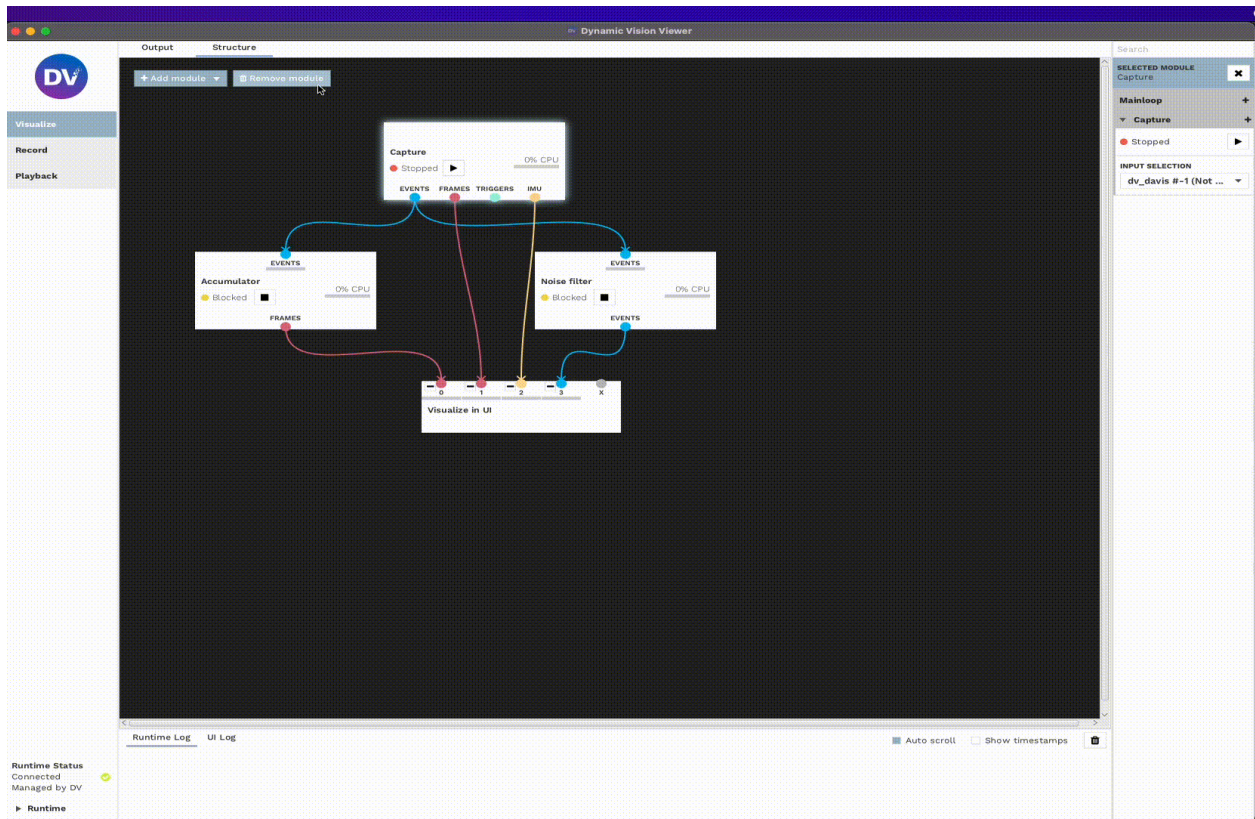 Dynamic Vision Viewer
DV
Visualize
Record
Playback
Runtime Status
Connected
Managed by DV
Runtime
Output Structure
Add module Remove module
Capture
Stopped
0% CPU
EVENTS FRAMES TRIGGERS IMU
EVENTS
Accumulator
Blocked
0% CPU
FRAMES
EVENTS
Noise filter
Blocked
0% CPU
EVENTS
0 1 2 3 X
Visualize in UI
Runtime Log UI Log
Auto scroll Show timestamps
Search
SELECTED MODULE
Capture
Mainloop +
Capture +
Stopped
INPUT SELECTION
dv_davis #-1 (Not ...